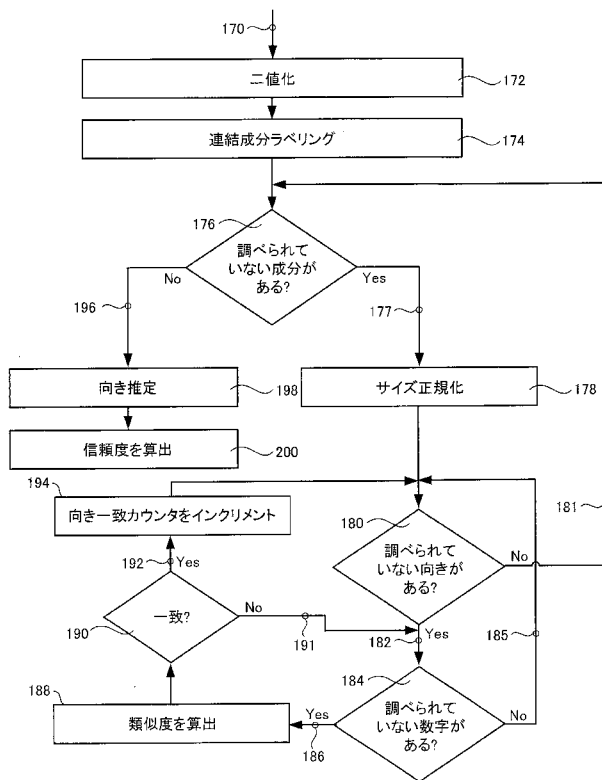 170
二値化
172
連結成分ラベリング
174
176
調べられて
いない成分が
ある?
No
Yes
196
177
向き推定
198
サイズ正規化
178
信頼度を算出
200
194
向き一致カウンタをインクリメント
180
調べられて
いない向きが
ある?
No
181
192
Yes
190
一致?
No
191
182
Yes
185
184
調べられて
いない数字が
ある?
No
188
類似度を算出
Yes
186